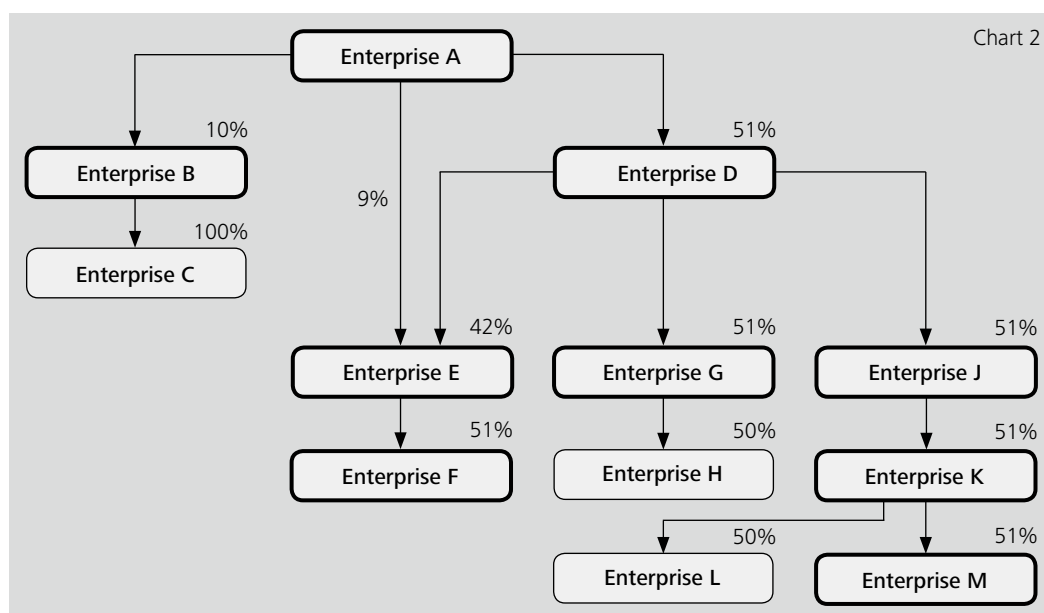 Chart 2
Enterprise A
10%
51%
Enterprise B
Enterprise D
9%
100%
Enterprise C
42%
51%
51%
Enterprise E
Enterprise G
Enterprise J
51%
50%
51%
Enterprise F
Enterprise H
Enterprise K
50%
51%
Enterprise L
Enterprise M